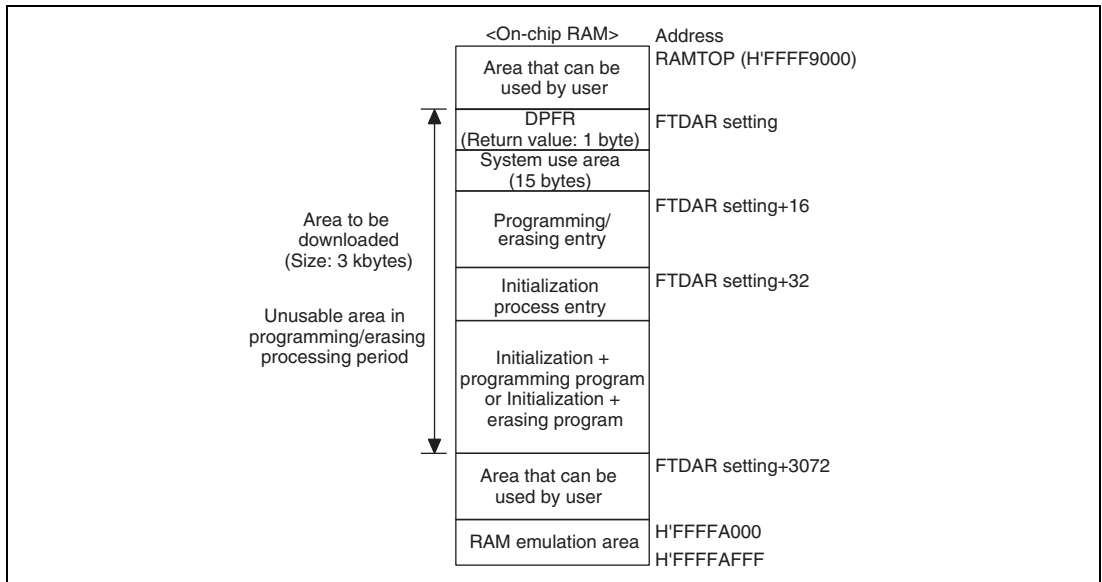 <On-chip RAM>
Address
RAMTOP (H'FFFF9000)
Area that can be
used by user
DPFR
(Return value: 1 byte)
FTDAR setting
System use area
(15 bytes)
FTDAR setting+16
Programming/
erasing entry
Area to be
downloaded
(Size: 3 kbytes)
FTDAR setting+32
Initialization
process entry
Unusable area in
programming/erasing
processing period
Initialization +
programming program
or Initialization +
erasing program
FTDAR setting+3072
Area that can be
used by user
H'FFFFA000
RAM emulation area
H'FFFFAFFF